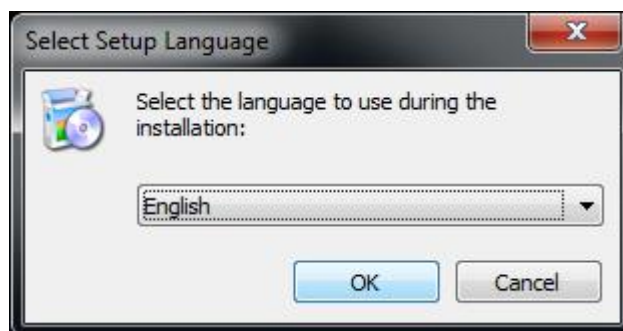 Select Setup Language
Select the language to use during the
installation:
English
OK
Cancel